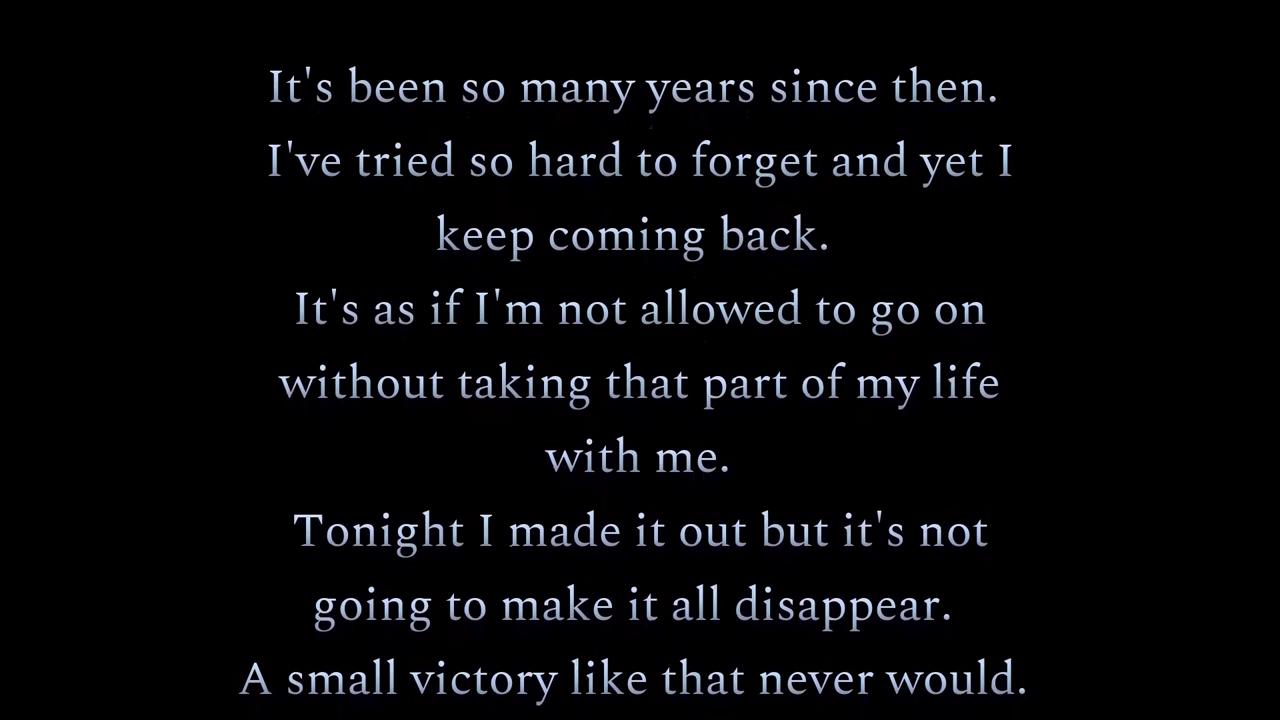 It's been so many years since then.
I've tried so hard to forget and yet I
keep coming back.
It's as if I'm not allowed to go on
without taking that part of my life
with me.
Tonight I made it out but it's not
going to make it all disappear.
A small victory like that never would.